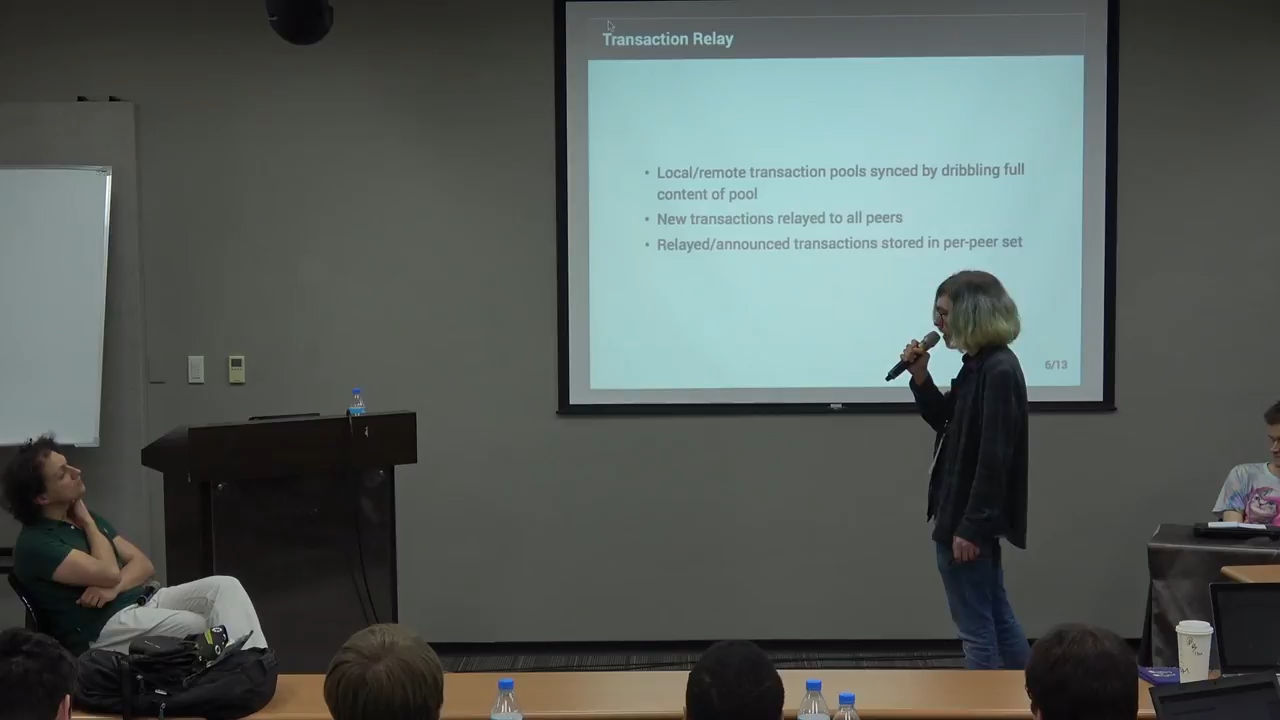 Transaction Relay
• Local/remote transaction pools synced by dribbling full
content of pool
• New transactions relayed to all peers
• Relayed/announced transactions stored in per-peer set
6/13